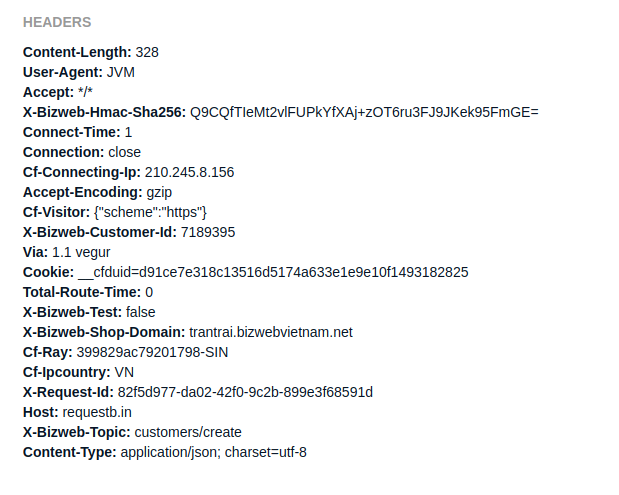 HEADERS
Content-Length: 328
User-Agent: JVM
Accept: */*
X-Bizweb-Hmac-Sha256: Q9CQfTIeMt2vlFUPkYfXAj+zOT6ru3FJ9JKek95FmGE=
Connect-Time: 1
Connection: close
Cf-Connecting-Ip: 210.245.8.156
Accept-Encoding: gzip
Cf-Visitor: {"scheme":"https"}
X-Bizweb-Customer-Id: 7189395
Via: 1.1 vegur
Cookie: __cfduid=d91ce7e318c13516d5174a633e1e9e10f1493182825
Total-Route-Time: 0
X-Bizweb-Test: false
X-Bizweb-Shop-Domain: trantrai.bizwebvietnam.net
Cf-Ray: 399829ac79201798-SIN
Cf-Ipcountry: VN
X-Request-Id: 82f5d977-da02-42f0-9c2b-899e3f68591d
Host: requestb.in
X-Bizweb-Topic: customers/create
Content-Type: application/json; charset=utf-8